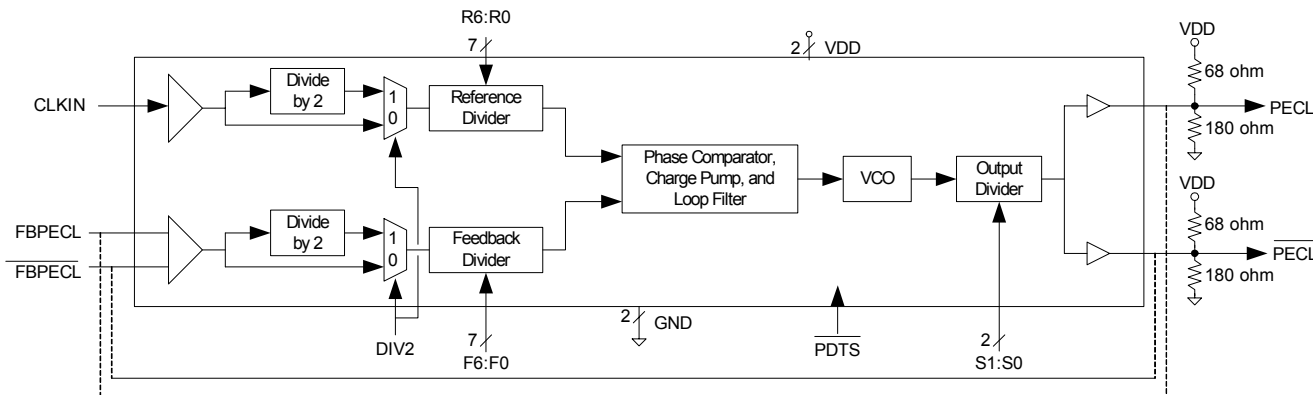 R6:R0
7
2
VDD
VDD
68 ohm
PECL
180 ohm
CLKIN
Divide
by 2
1
0
Reference
Divider
Phase Comparator,
Charge Pump, and
Loop Filter
VCO
Output
Divider
VDD
68 ohm
PECL
180 ohm
FBPECL
FBPECL
Divide
by 2
1
0
Feedback
Divider
DIV2
7
F6:F0
2
GND
PDTS
2
S1:S0